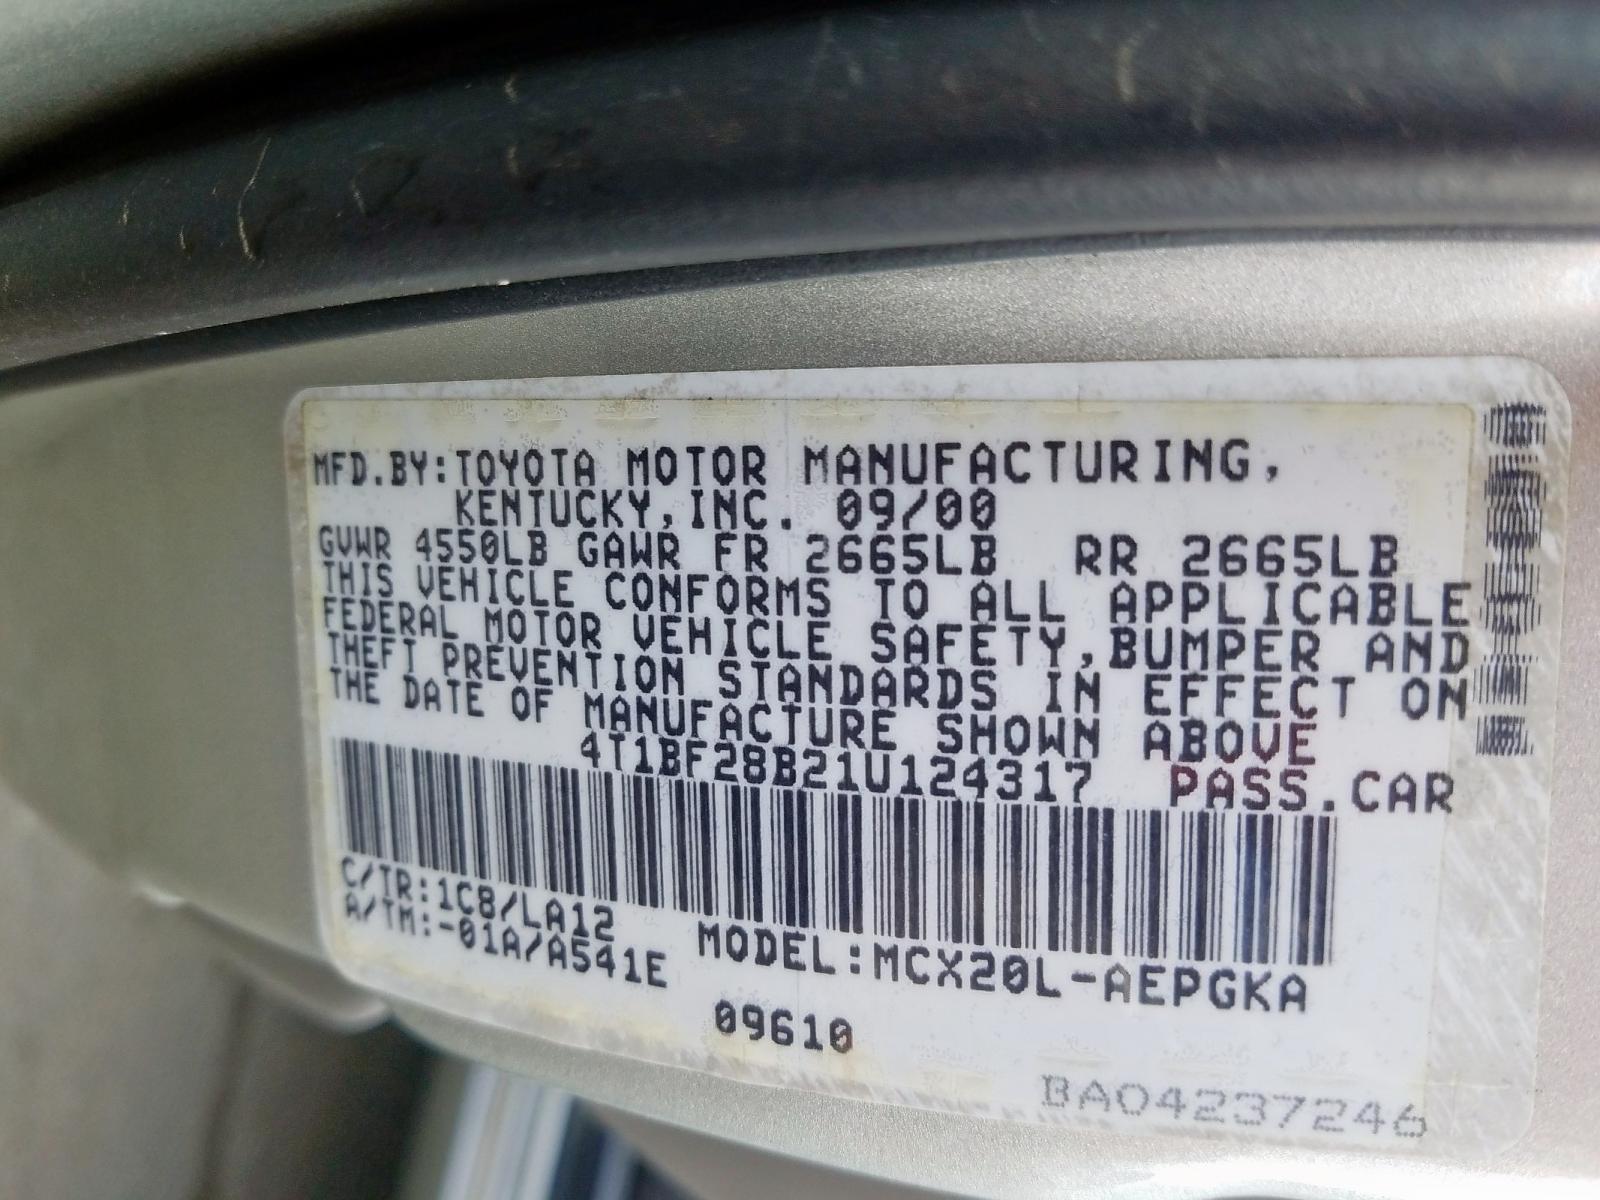 MFD.BY:TOYOTA MOTOR MANUFACTURING,
KENTUCKY,INC. 09/00
GVWR 4550LB GAWR FR 2665LB RR 2665LB
THIS VEHICLE CONFORMS TO ALL APPLICABLE
FEDERAL MOTOR VEHICLE SAFETY,BUMPER AND
THEFT PREVENTION STANDARDS IN EFFECT ON
THE DATE OF MANUFACTURE SHOWN ABOVE
4T1BF28B21U124317 PASS.CAR
C/TR:1C8/LA12
A/TM:-01A/A541E MODEL:MCX20L-AEPGKA
09610
BA04237246